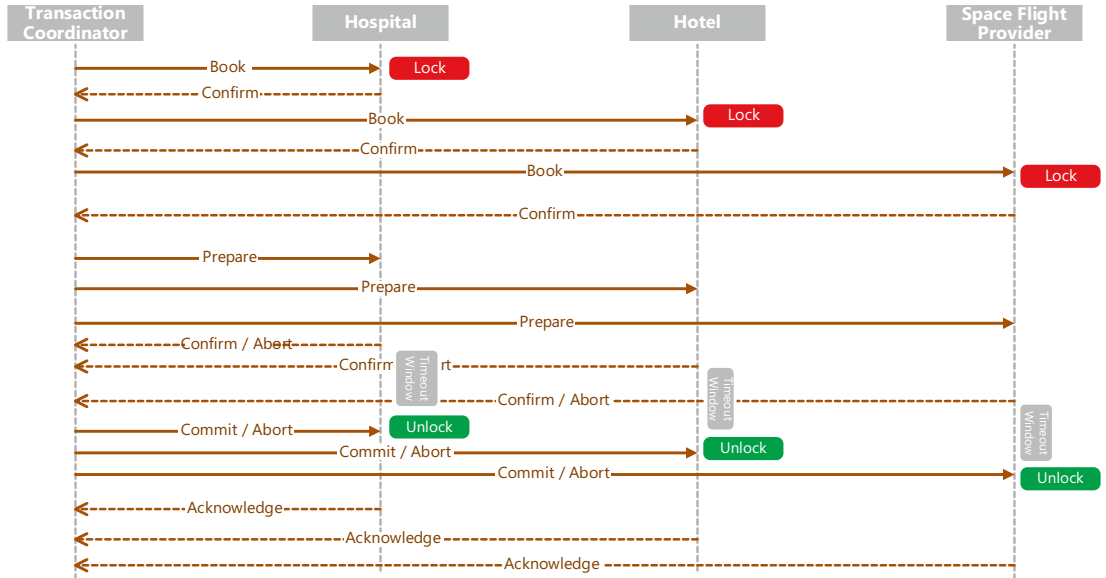 Transaction
Coordinator
Hospital
Hotel
Space Flight
Provider
Book
Lock
Confirm
Book
Lock
Confirm
Book
Lock
Confirm
Prepare
Prepare
Prepare
Confirm / Abort
Confirm rt
Timeout
Window
Timeout
Window
Confirm / Abort
Timeout
Window
Commit / Abort
Unlock
Commit / Abort
Unlock
Commit / Abort
Unlock
Acknowledge
Acknowledge
Acknowledge